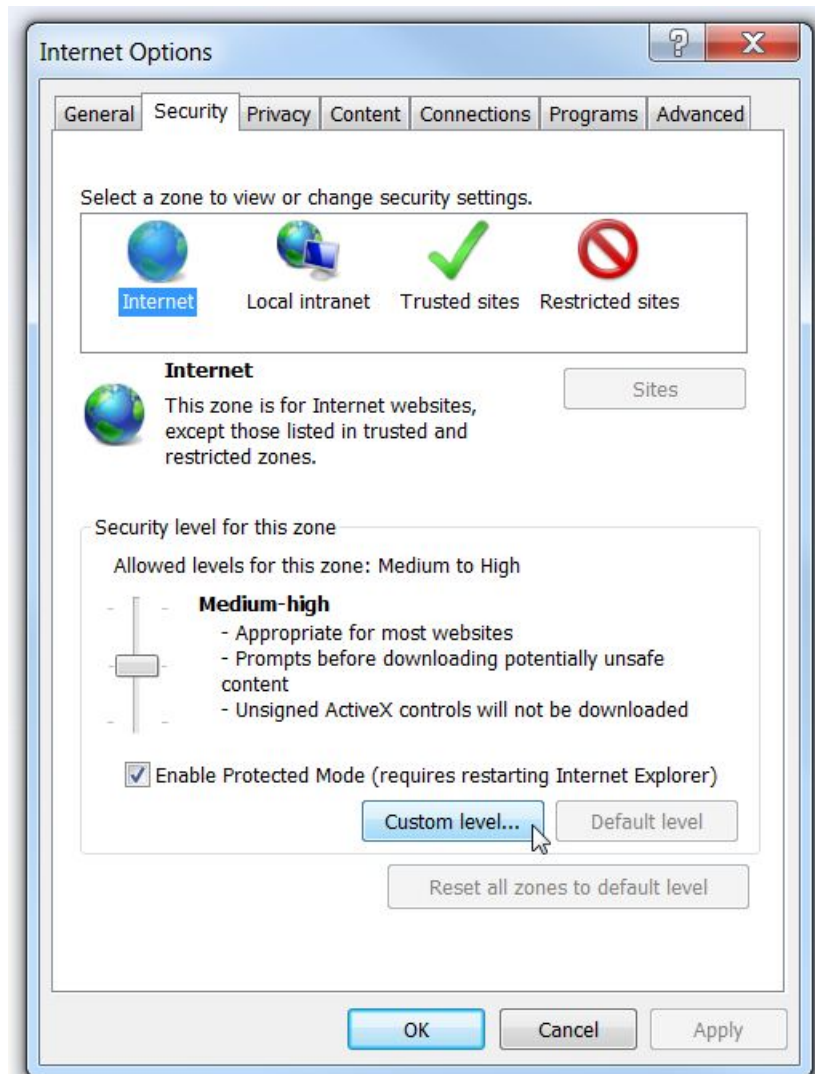 Internet Options
General Security Privacy Content Connections Programs Advanced
Select a zone to view or change security settings.
Internet Local intranet Trusted sites Restricted sites
Internet
Sites
This zone is for Internet websites,
except those listed in trusted and
restricted zones.
Security level for this zone
Allowed levels for this zone: Medium to High
Medium-high
- Appropriate for most websites
- Prompts before downloading potentially unsafe
content
- Unsigned ActiveX controls will not be downloaded
Enable Protected Mode (requires restarting Internet Explorer)
Custom level... Default level
Reset all zones to default level
OK Cancel Apply